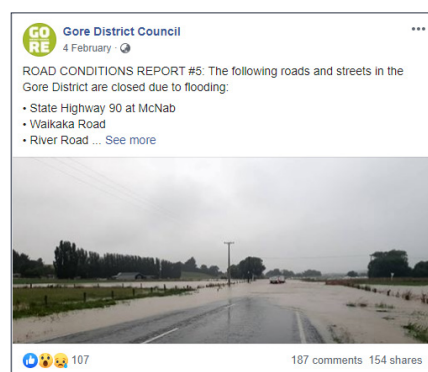 GO
RE
Gore District Council
4 February ·
ROAD CONDITIONS REPORT #5: The following roads and streets in the
Gore District are closed due to flooding:
• State Highway 90 at McNab
• Waikaka Road
• River Road ... See more
107
187 comments 154 shares